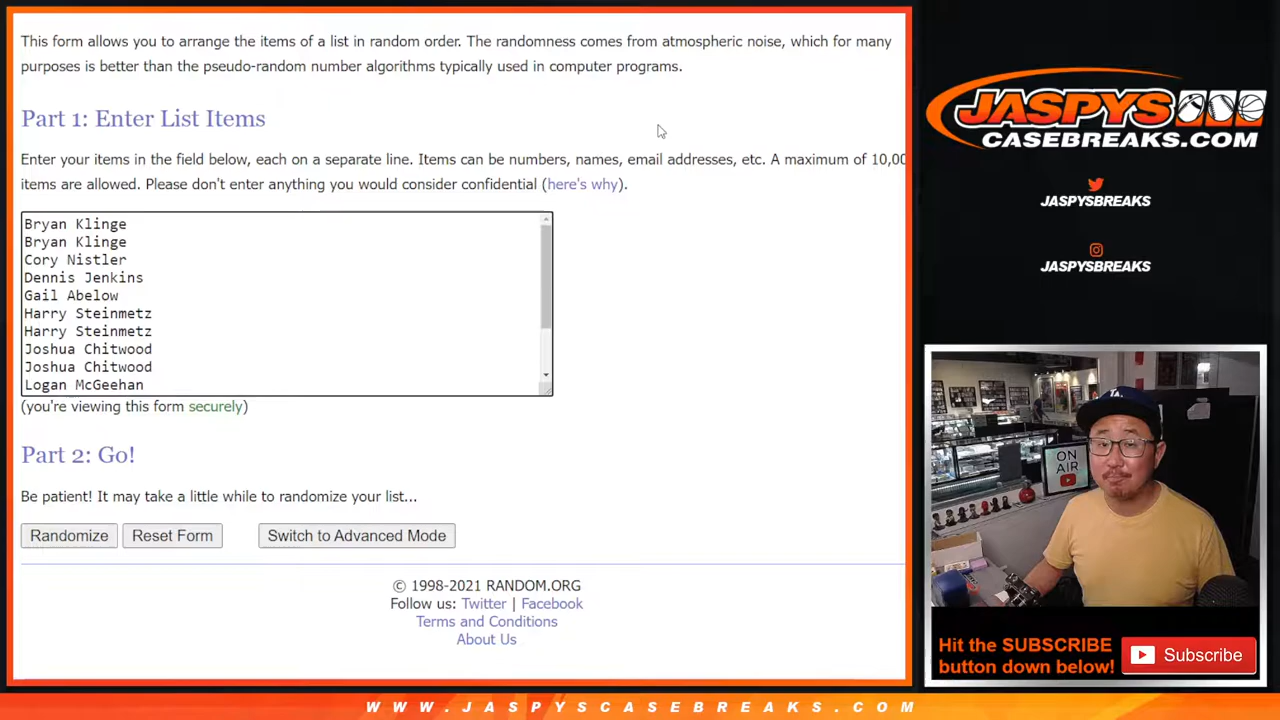 This form allows you to arrange the items of a list in random order. The randomness comes from atmospheric noise, which for many
purposes is better than the pseudo-random number algorithms typically used in computer programs.
Part 1: Enter List Items
Enter your items in the field below, each on a separate line. Items can be numbers, names, email addresses, etc. A maximum of 10,00
items are allowed. Please don't enter anything you would consider confidential (here's why).
Bryan Klinge
Bryan Klinge
Cory Nistler
Dennis Jenkins
Gail Abelow
Harry Steinmetz
Harry Steinmetz
Joshua Chitwood
Joshua Chitwood
Logan McGeehan
(you're viewing this form securely)
Part 2: Go!
Be patient! It may take a little while to randomize your list...
Randomize Reset Form Switch to Advanced Mode
© 1998-2021 RANDOM.ORG
Follow us: Twitter | Facebook
Terms and Conditions
About Us
JASPYS
CASEBREAKS.COM
JASPYSBREAKS
JASPYSBREAKS
ON
AIR
LA
Hit the SUBSCRIBE
button down below!
Subscribe
WWW.JASPYSCASEBREAKS.COM